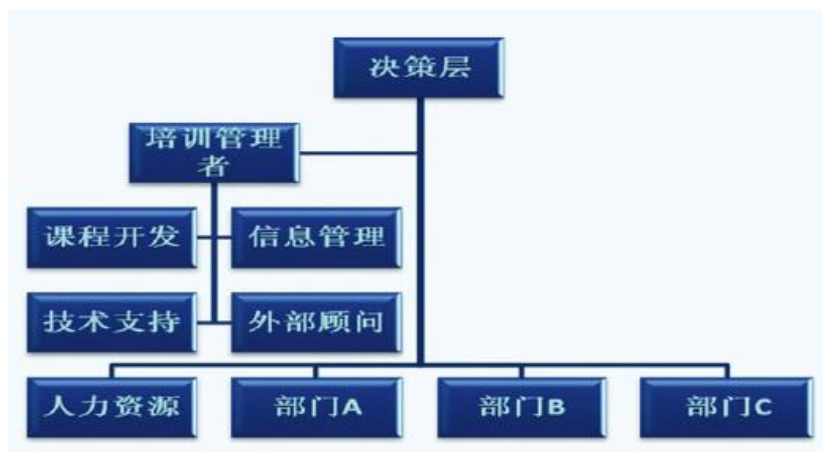 决策层
培训管理
者
课程开发
信息管理
技术支持
外部顾问
人力资源
部门A
部门B
部门C